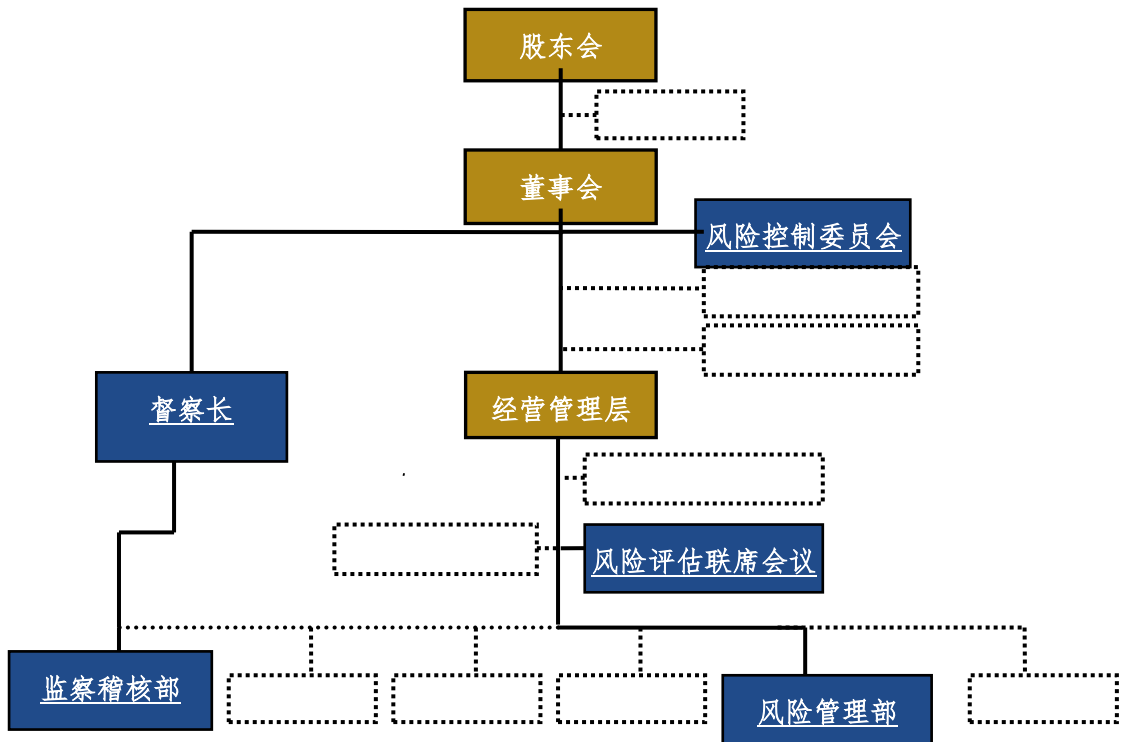 股东会
董事会
风险控制委员会
督察长
经营管理层
风险评估联席会议
监察稽核部
风险管理部